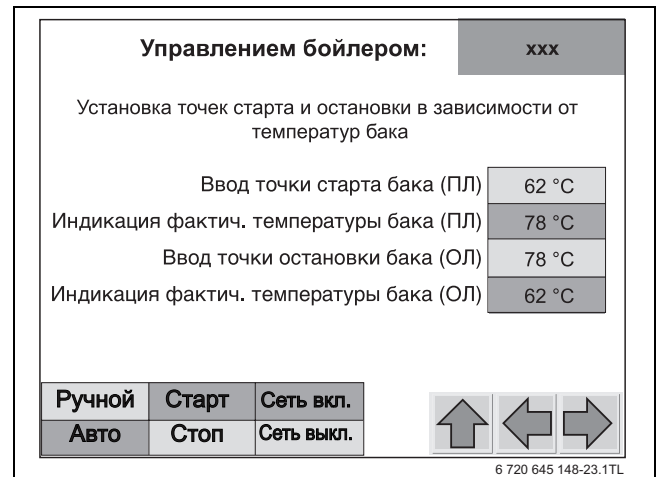 Управлением бойлером:
xxx
Установка точек старта и остановки в зависимости от
температур бака
Ввод точки старта бака (ПЛ)
62 °C
Индикация фактич. температуры бака (ПЛ)
78 °C
Ввод точки остановки бака (ОЛ)
78 °C
Индикация фактич. температуры бака (ОЛ)
62 °C
Ручной
Старт
Сеть вкл.
Авто
Стоп
Сеть выкл.
6 720 645 148-23.1TL